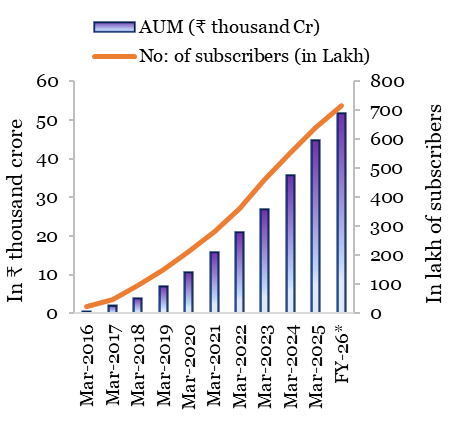 AUM (₹ thousand Cr)
No: of subscribers (in Lakh)
In ₹ thousand crore
60
50
40
30
20
10
0
800
700
600
500
400
300
200
100
0
In lakh of subscribers
Mar-2016
Mar-2017
Mar-2018
Mar-2019
Mar-2020
Mar-2021
Mar-2022
Mar-2023
Mar-2024
Mar-2025
FY-26*